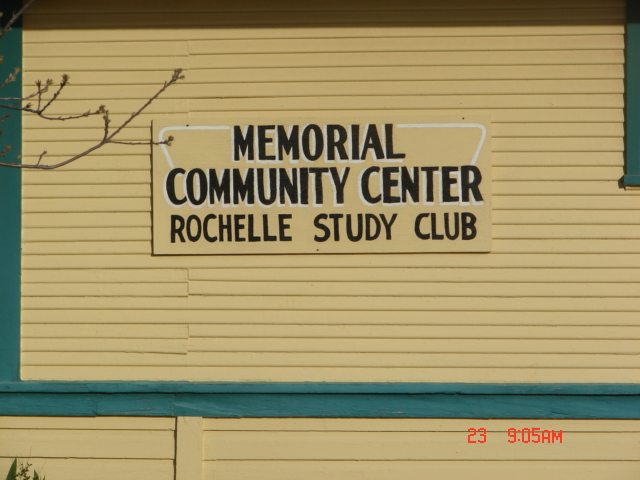 MEMORIAL
COMMUNITY CENTER
ROCHELLE STUDY CLUB
23 9:05AM